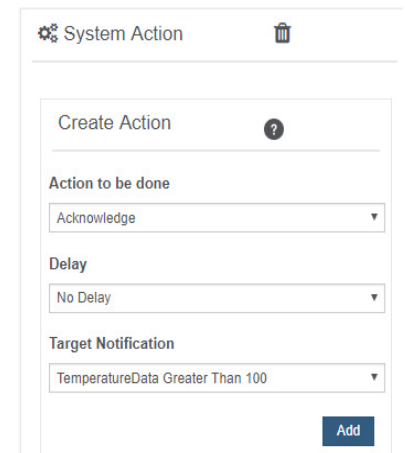 System Action
Create Action
?
Action to be done
Acknowledge
Delay
No Delay
Target Notification
TemperatureData Greater Than 100
Add